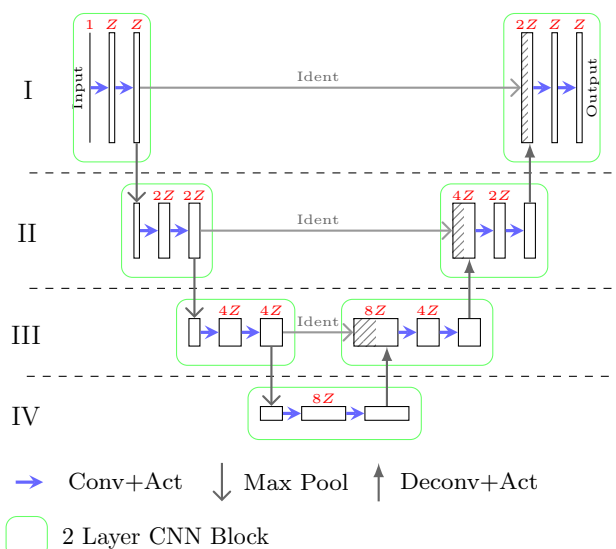 1 Z Z 2Z Z Z
I Input Ident Output
2Z 2Z 4Z 2Z
II Ident
4Z 4Z Ident 8Z 4Z
III
8Z
IV
Conv+Act Max Pool Deconv+Act
2 Layer CNN Block